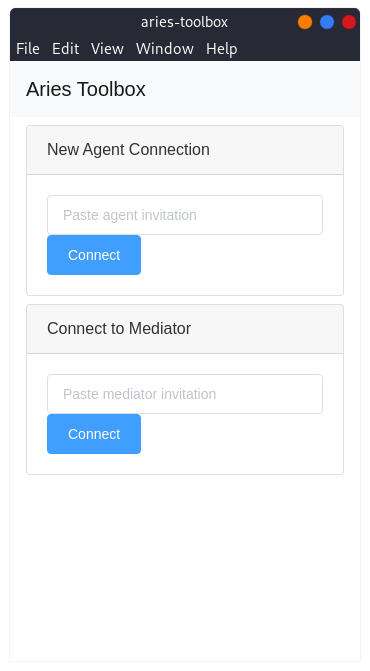 aries-toolbox
File Edit View Window Help
Aries Toolbox
New Agent Connection
Paste agent invitation
Connect
Connect to Mediator
Paste mediator invitation
Connect